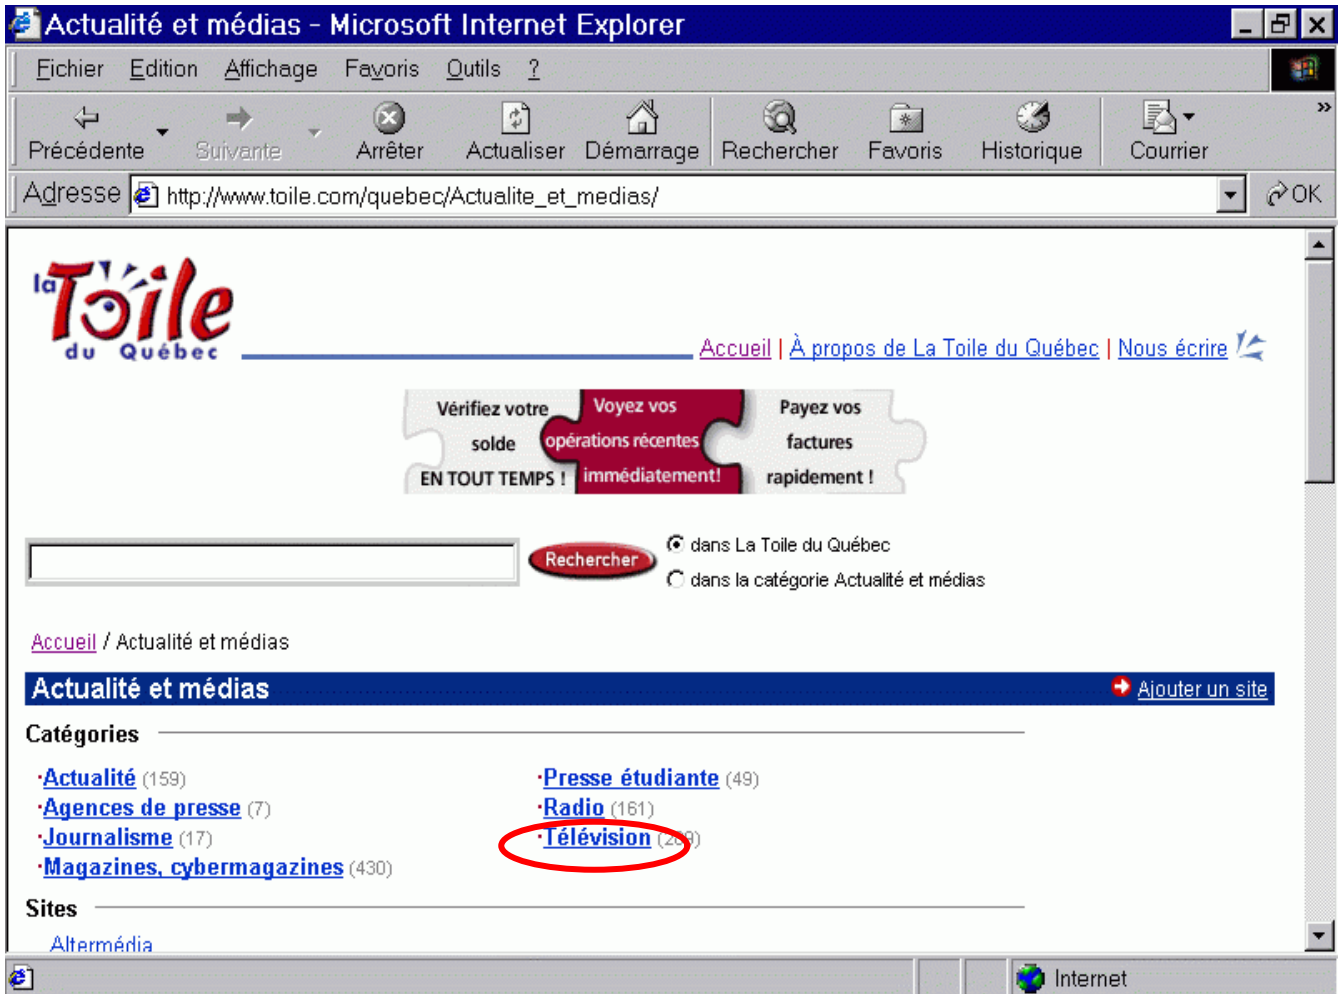 Actualité et médias - Microsoft Internet Explorer
Fichier Edition Affichage Favoris Outils ?
Précédente Suivante Arrêter Actualiser Démarrage Rechercher Favoris Historique Courrier »
Adresse http://www.toile.com/quebec/Actualite_et_medias/ OK
la Toile du Québec
Accueil | À propos de La Toile du Québec | Nous écrire
Vérifiez votre solde EN TOUT TEMPS !
Voyez vos opérations récentes immédiatement!
Payez vos factures rapidement !
Rechercher
dans La Toile du Québec
dans la catégorie Actualité et médias
Accueil / Actualité et médias
Actualité et médias Ajouter un site
Catégories
·Actualité (159) ·Presse étudiante (49)
·Agences de presse (7) ·Radio (161)
·Journalisme (17) ·Télévision
·Magazines, cybermagazines (430)
Sites
Altermédia
Internet